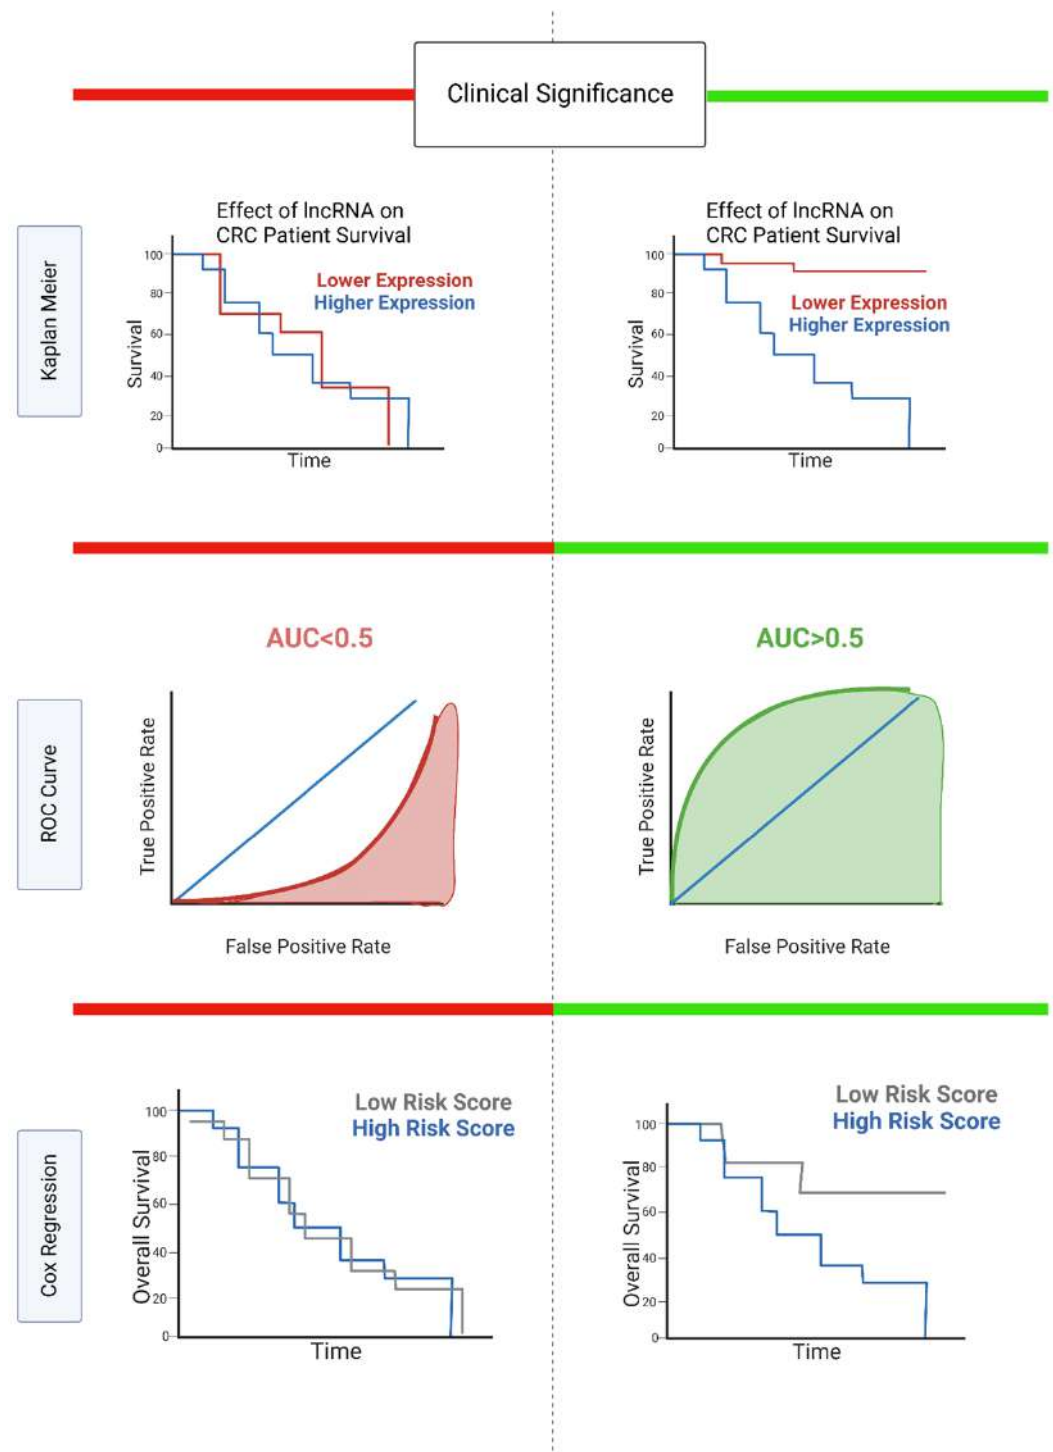 Clinical Significance
Kaplan Meier
Effect of lncRNA on
CRC Patient Survival
Lower Expression
Higher Expression
Survival
100
80
60
40
20
0
Time
Effect of lncRNA on
CRC Patient Survival
Lower Expression
Higher Expression
Survival
100
80
60
40
20
0
Time
ROC Curve
AUC<0.5
True Positive Rate
False Positive Rate
AUC>0.5
True Positive Rate
False Positive Rate
Cox Regression
Low Risk Score
High Risk Score
Overall Survival
100
80
60
40
20
0
Time
Low Risk Score
High Risk Score
Overall Survival
100
80
60
40
20
0
Time